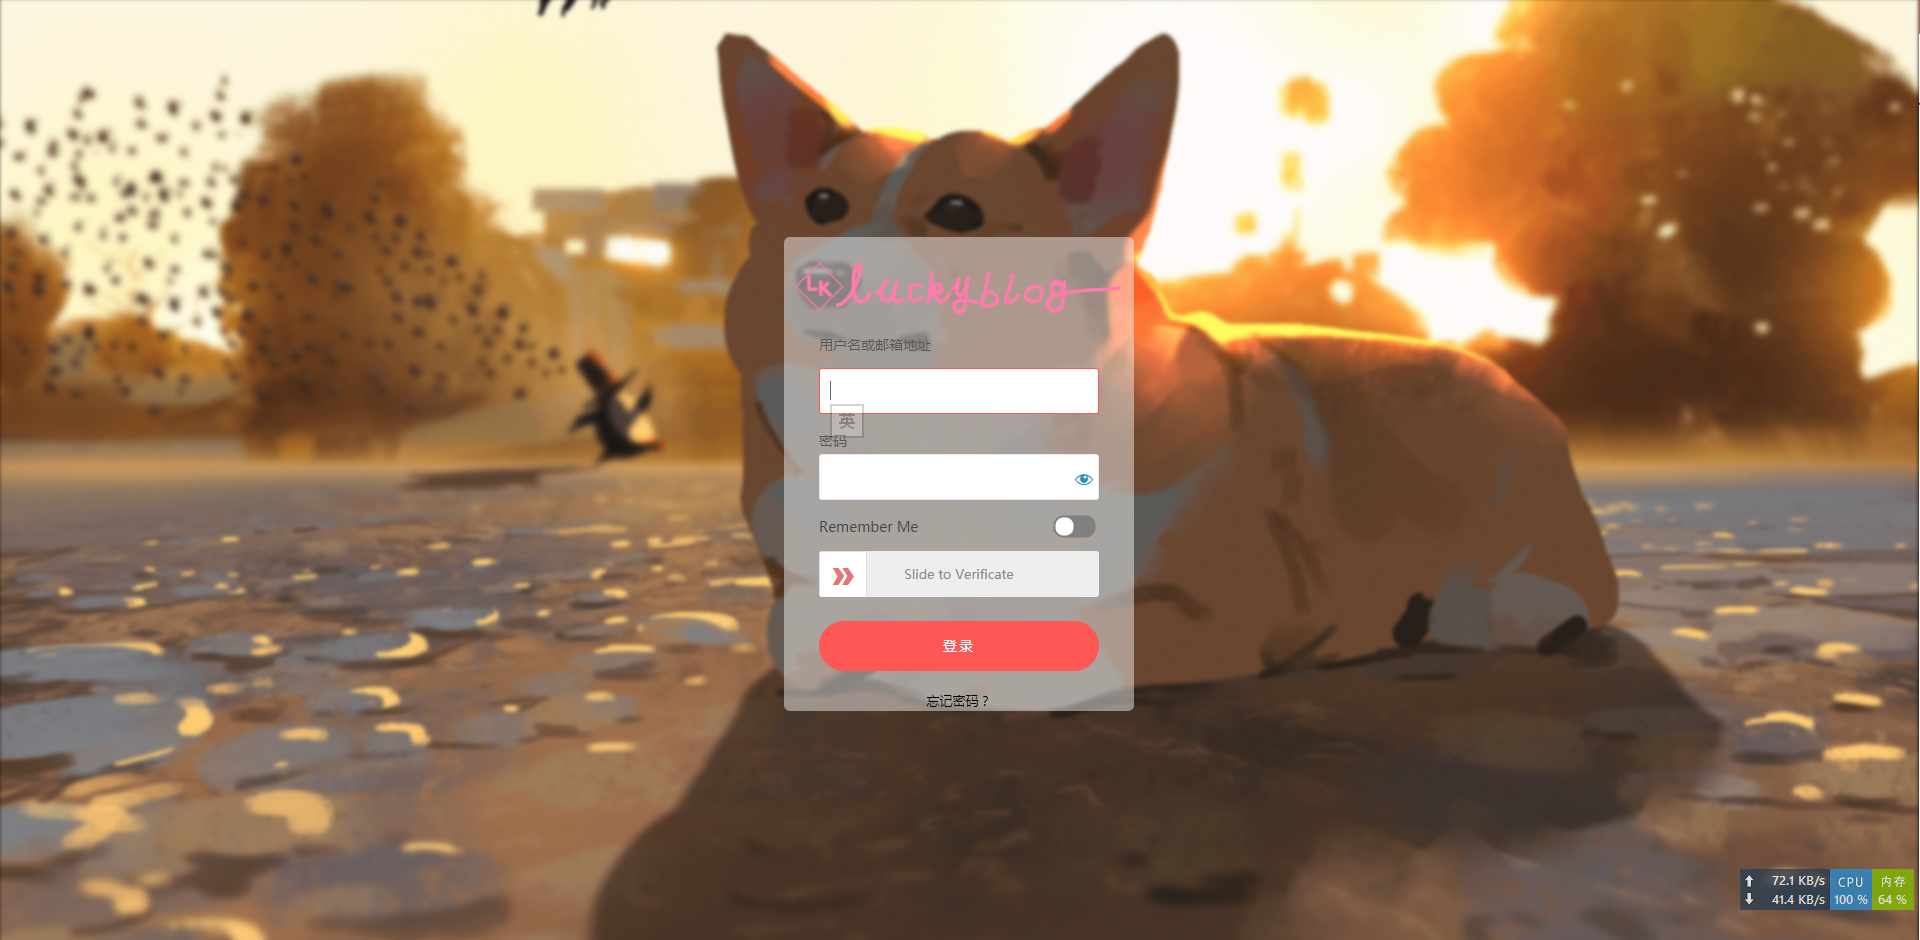 LK luckyblog
用户名或邮箱地址
英
密码
Remember Me
Slide to Verificate
登录
忘记密码？
72.1 KB/s CPU 内存
41.4 KB/s 100 % 64 %